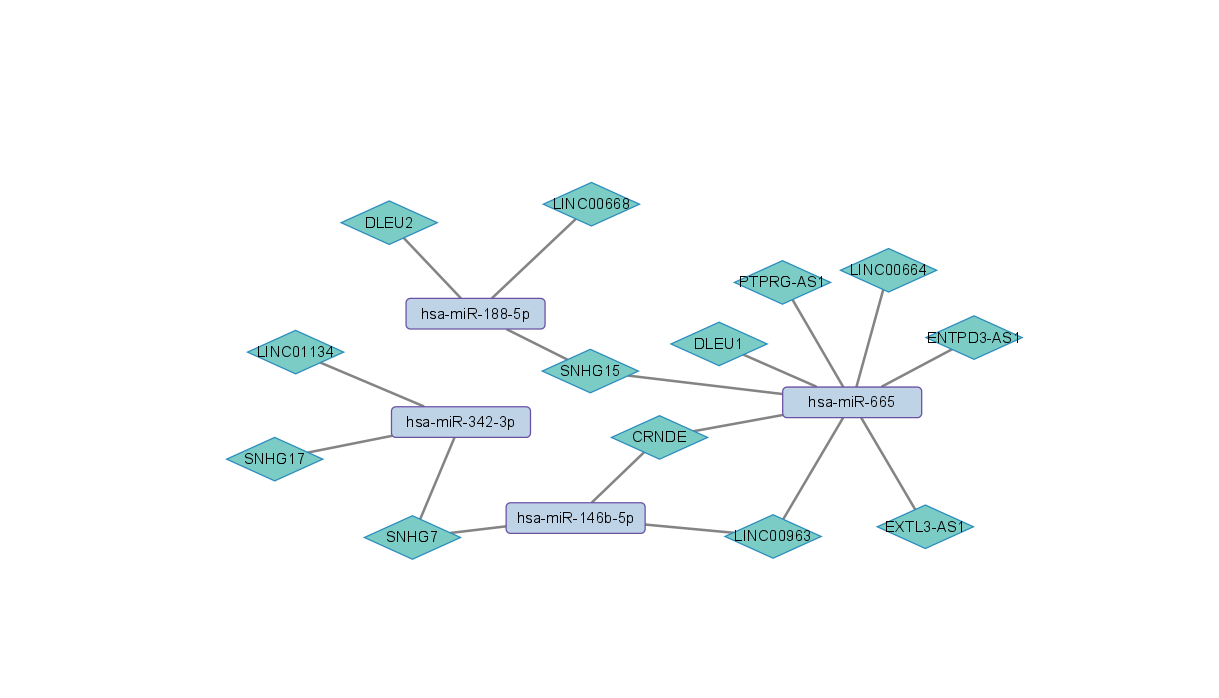 LINC00668
DLEU2
LINC00664
PTPRG-AS1
hsa-miR-188-5p
ENTPD3-AS1
DLEU1
LINC01134
SNHG15
hsa-miR-665
hsa-miR-342-3p
CRNDE
SNHG17
hsa-miR-146b-5p
EXTL3-AS1
LINC00963
SNHG7